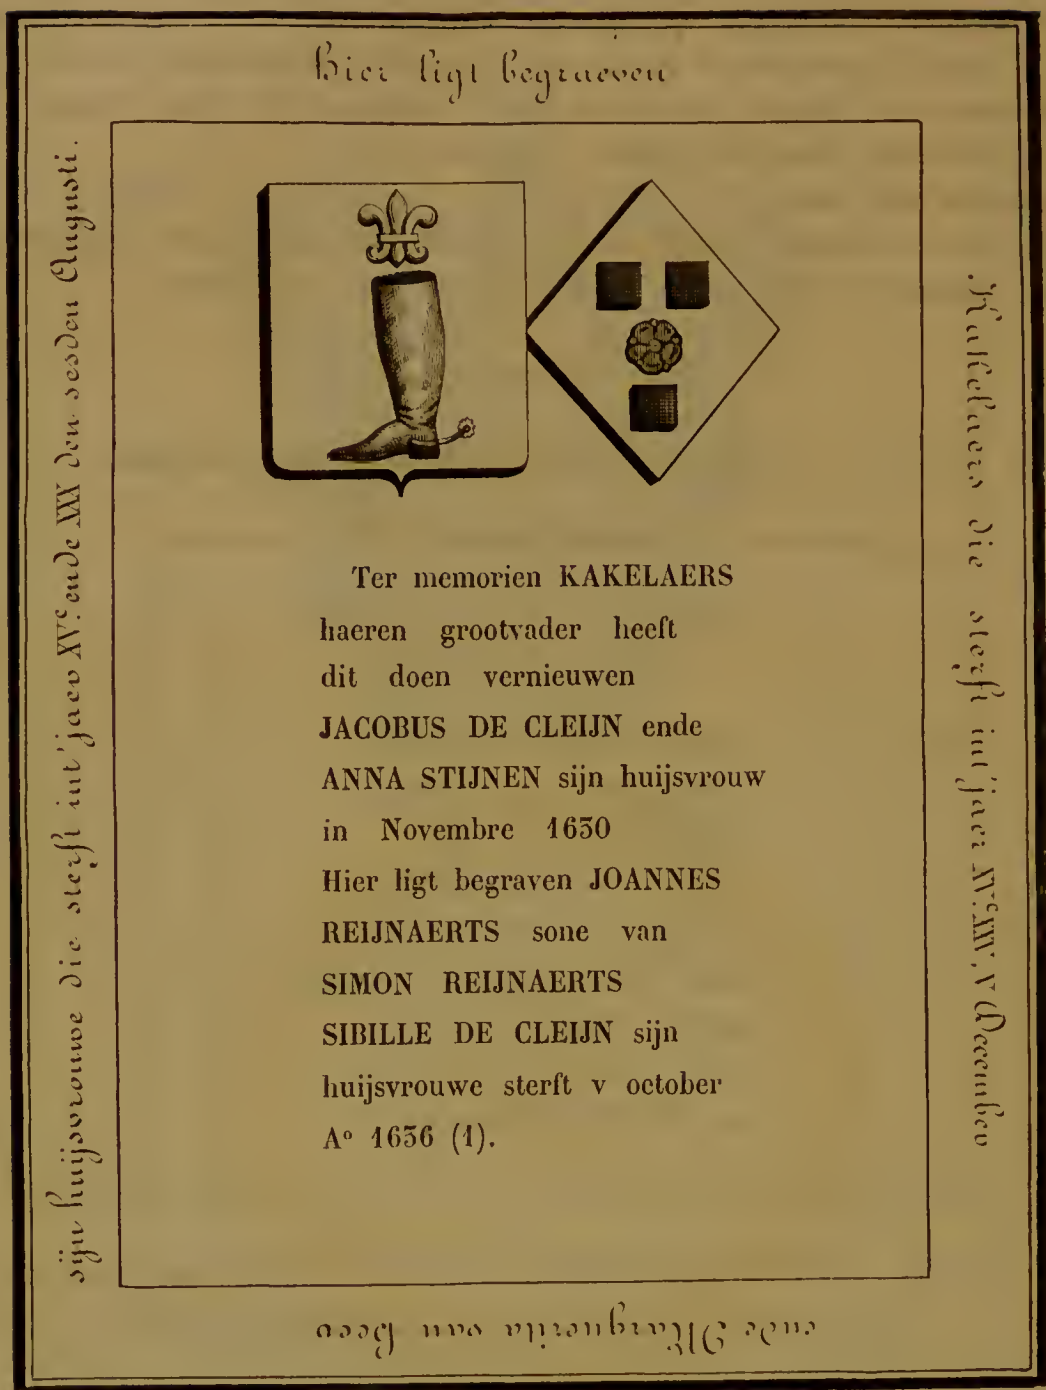 Hier ligt begraeven
Kakelaers die sterft int'jaer XV.ᶜ XXV, V December
ende Marguerita van
sijn huijsvrouwe die sterft int'jaer XV.ᶜ ende XXX den sesden Augusti.
Ter memorien KAKELAERS
haeren grootvader heeft
dit doen vernieuwen
JACOBUS DE CLEIJN ende
ANNA STIJNEN sijn huijsvrouw
in Novembre 1630
Hier ligt begraven JOANNES
REIJNAERTS sone van
SIMON REIJNAERTS
SIBILLE DE CLEIJN sijn
huijsvrouwe sterft v october
Aº 1636 (1).